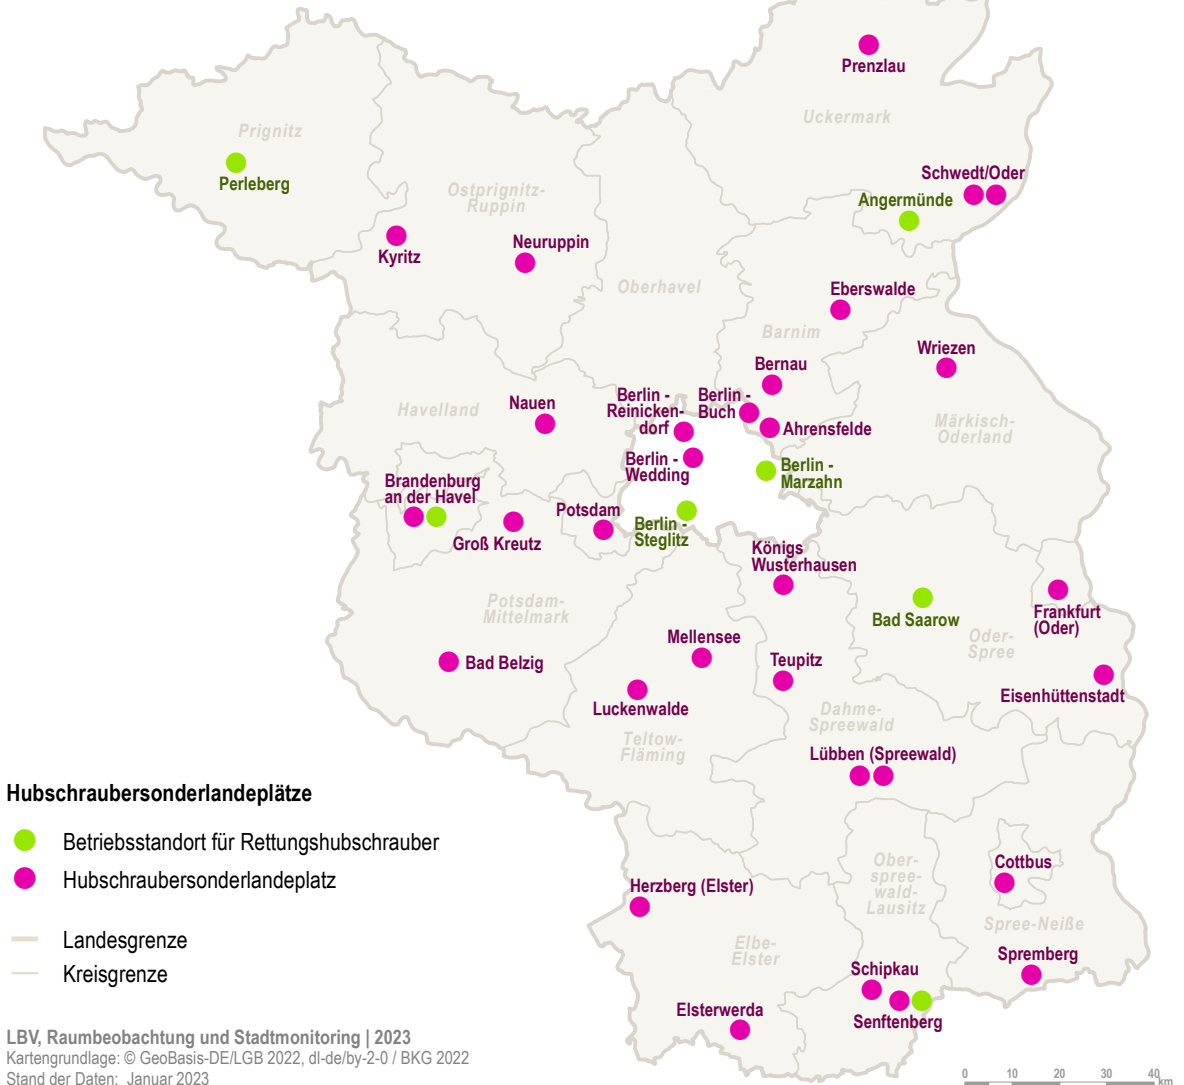 Prenzlau
Uckermark
Prignitz
Perleberg
Ostprignitz-
Ruppin
Schwedt/Oder
Angermünde
Kyritz
Neuruppin
Oberhavel
Eberswalde
Barnim
Wriezen
Bernau
Havelland
Nauen
Berlin -
Reinicken-
dorf
Berlin -
Buch
Ahrensfelde
Märkisch-
Oderland
Berlin -
Wedding
Berlin -
Marzahn
Brandenburg
an der Havel
Groß Kreutz
Potsdam
Berlin -
Steglitz
Königs
Wusterhausen
Potsdam-
Mittelmark
Bad Saarow
Frankfurt
(Oder)
Oder-
Spree
Mellensee
Bad Belzig
Teupitz
Eisenhüttenstadt
Luckenwalde
Dahme-
Spreewald
Teltow-
Fläming
Lübben (Spreewald)
Hubschraubersonderlandeplätze
Betriebsstandort für Rettungshubschrauber
Hubschraubersonderlandeplatz
Landesgrenze
Kreisgrenze
Ober-
spree-
wald-
Lausitz
Cottbus
Herzberg (Elster)
Spree-Neiße
Elbe-
Elster
Spremberg
Schipkau
Senftenberg
Elsterwerda
LBV, Raumbeobachtung und Stadtmonitoring | 2023
Kartengrundlage: © GeoBasis-DE/LGB 2022, dl-de/by-2-0 / BKG 2022
Stand der Daten: Januar 2023
0 10 20 30 40 km